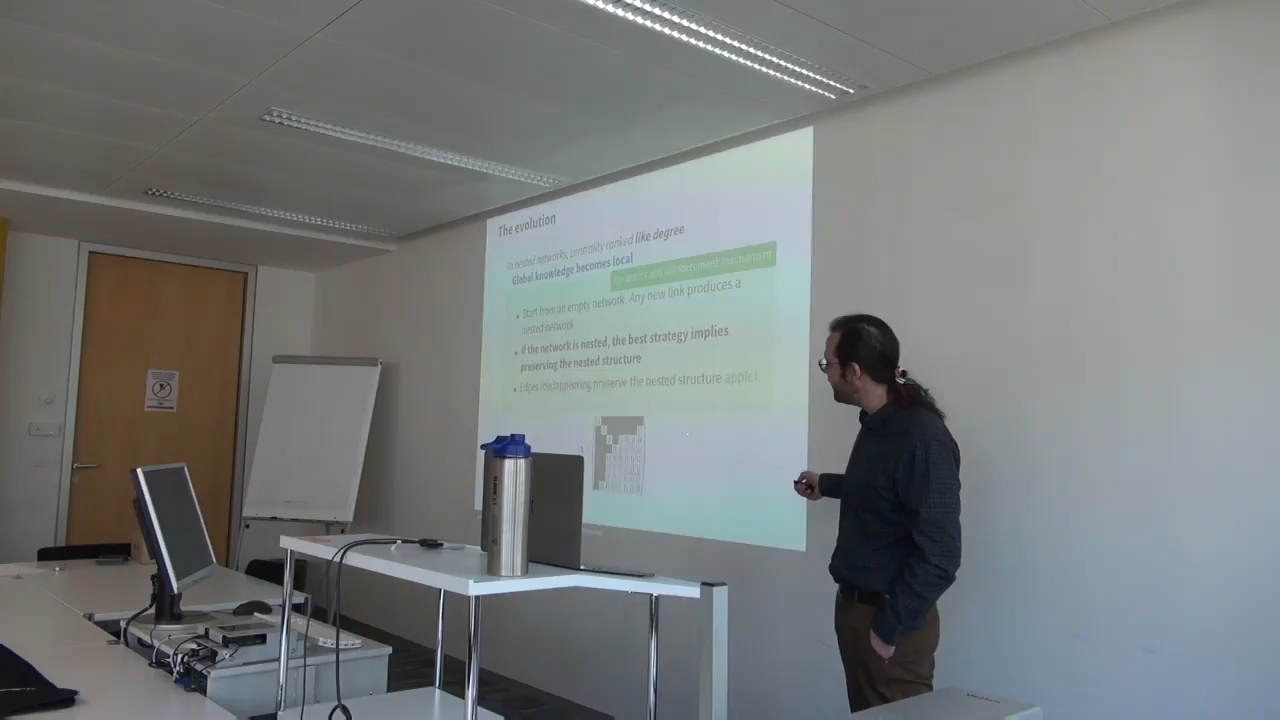 The evolution
In nested networks, centrality ranked like degree
Global knowledge becomes local
Dynamics and reinforcement mechanism
Start from an empty network. Any new link produces a
nested network
If the network is nested, the best strategy implies
preserving the nested structure
Edges (dis)appearing preserve the nested structure